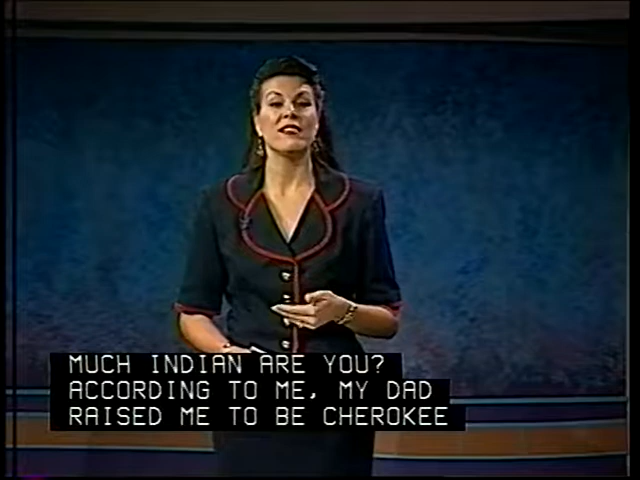 MUCH INDIAN ARE YOU?
ACCORDING TO ME, MY DAD
RAISED ME TO BE CHEROKEE